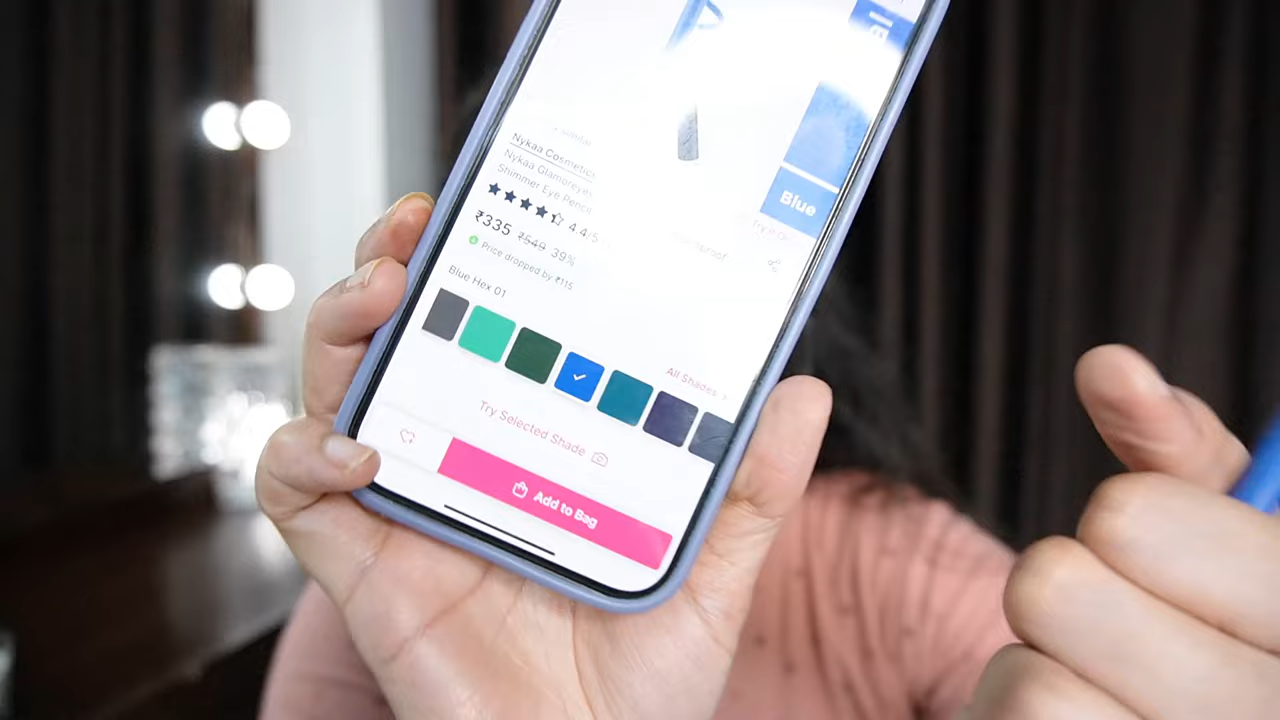 Blue
Nykaa Cosmetics
Nykaa Glamoreyes
Shimmer Eye Pencil
4.4/5
₹335 ₹549 39%
Price dropped by ₹115
Blue Hex 01
All Shades
Try Selected Shade
Add to Bag